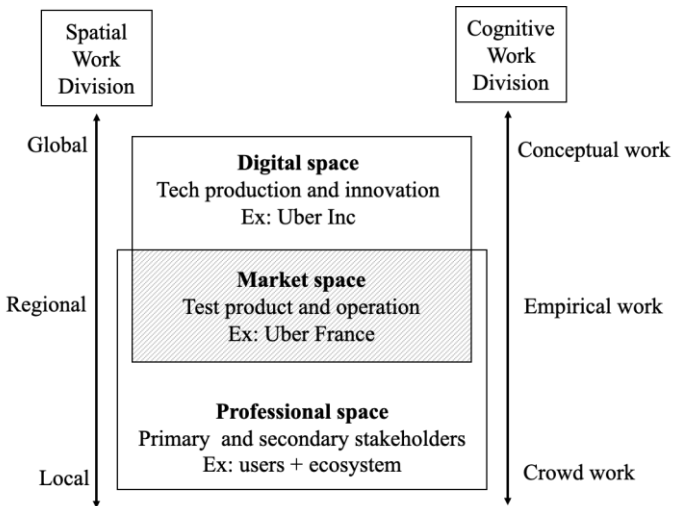 Spatial
Work
Division
Cognitive
Work
Division
Global
Conceptual work
Digital space
Tech production and innovation
Ex: Uber Inc
Regional
Market space
Test product and operation
Ex: Uber France
Empirical work
Professional space
Primary and secondary stakeholders
Ex: users + ecosystem
Local
Crowd work